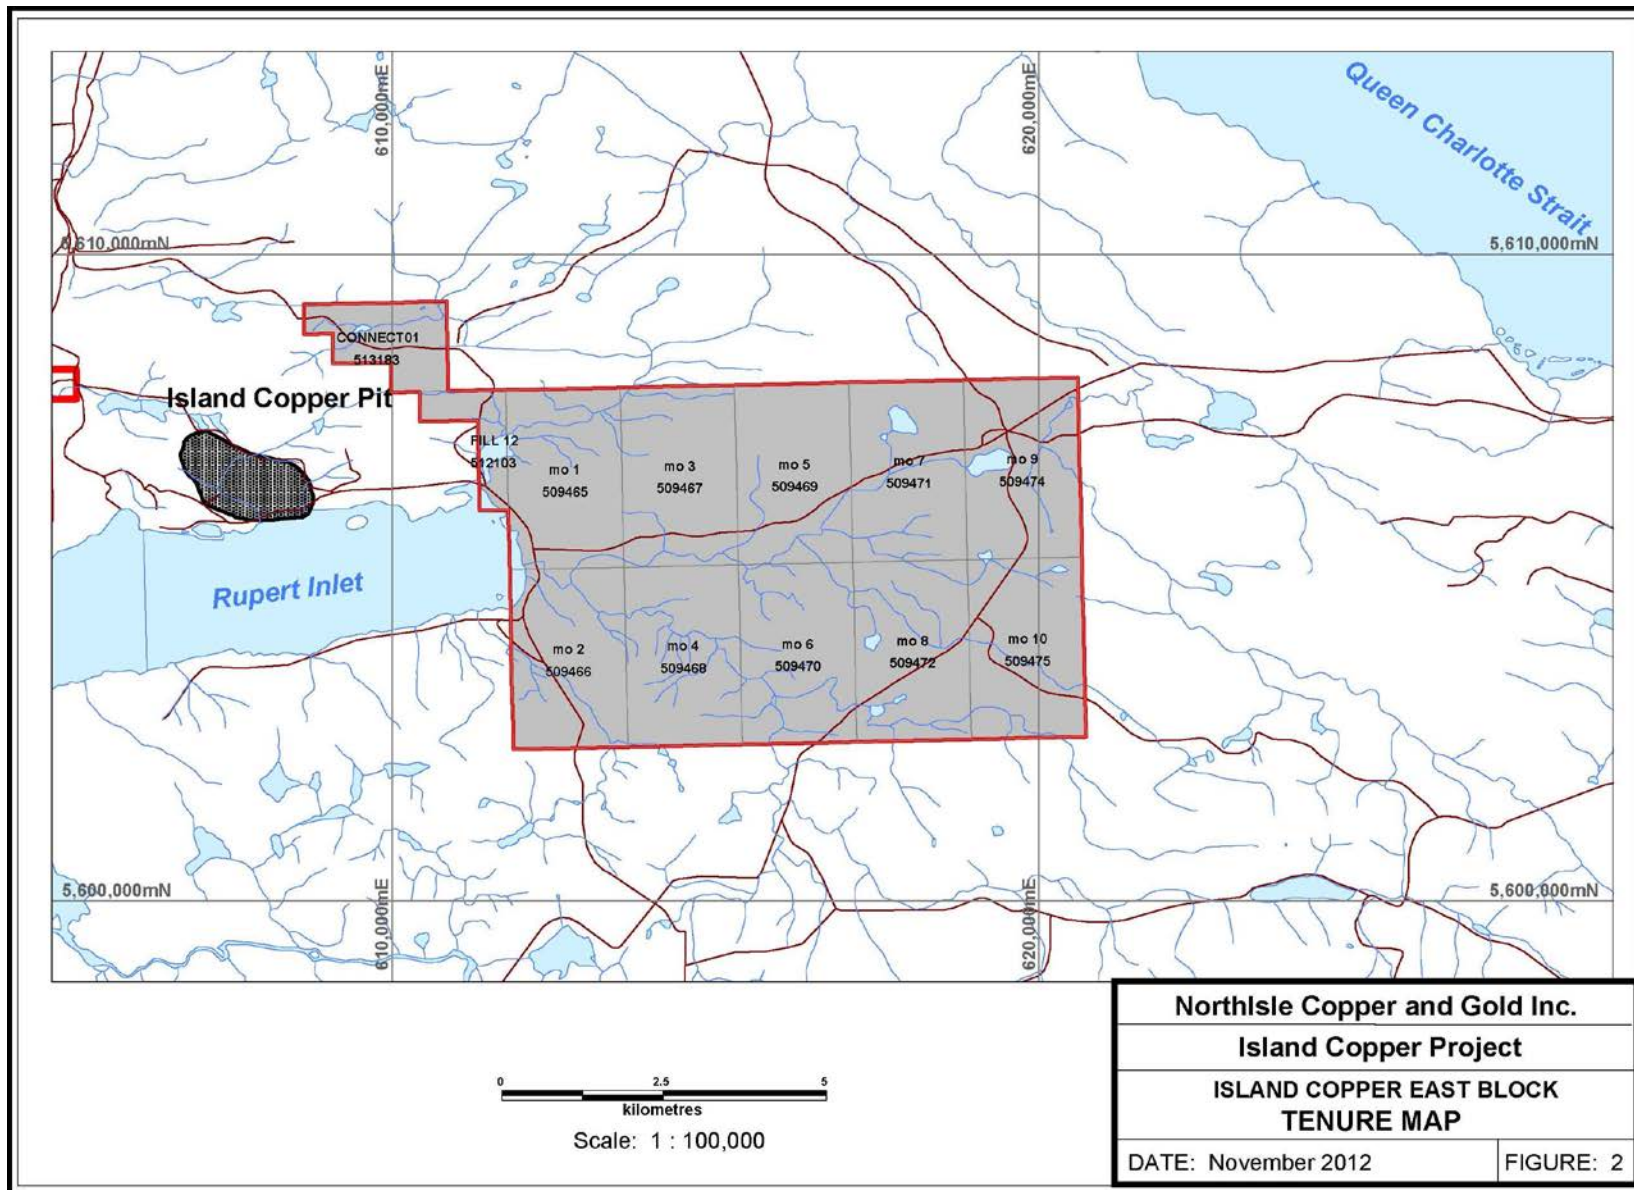 610,000mE
620,000mE
Queen Charlotte Strait
5,610,000mN
5,610,000mN
CONNECT01
513183
Island Copper Pit
FILL 12
512103
mo 1
509465
mo 3
509467
mo 5
509469
mo 7
509471
mo 9
509474
Rupert Inlet
mo 2
509466
mo 4
509468
mo 6
509470
mo 8
509472
mo 10
509475
5,600,000mN
5,600,000mN
610,000mE
620,000mE
0 2.5 5
kilometres
Scale: 1 : 100,000
NorthIsle Copper and Gold Inc.
Island Copper Project
ISLAND COPPER EAST BLOCK
TENURE MAP
DATE: November 2012
FIGURE: 2